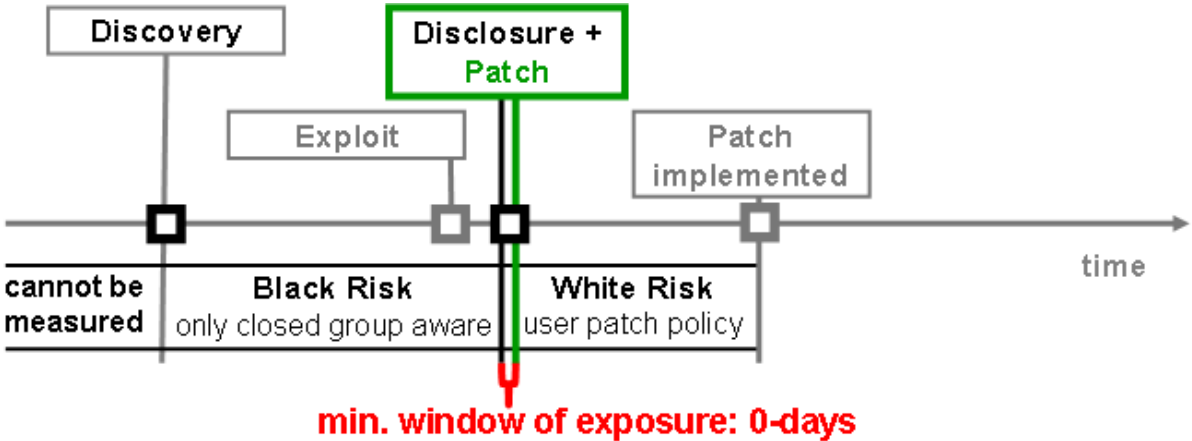 Discovery
Disclosure +
Patch
Exploit
Patch
implemented
time
cannot be
measured
Black Risk
only closed group aware
White Risk
user patch policy
min. window of exposure: 0-days